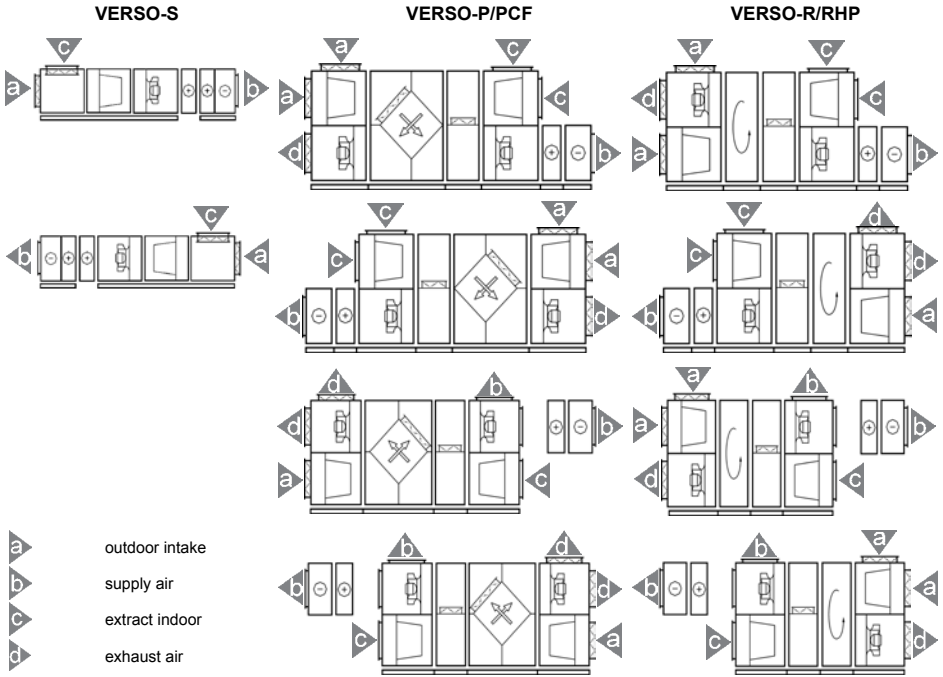 VERSO-S VERSO-P/PCF VERSO-R/RHP
c
a b
a c
a c
d b
a c
d c
a b
c
b a
c a
c a
b d
c d
c d
b a
d b
d b
a c
a b
a b
d c
b d
b d
c a
b a
b a
c d
a outdoor intake
b supply air
c extract indoor
d exhaust air